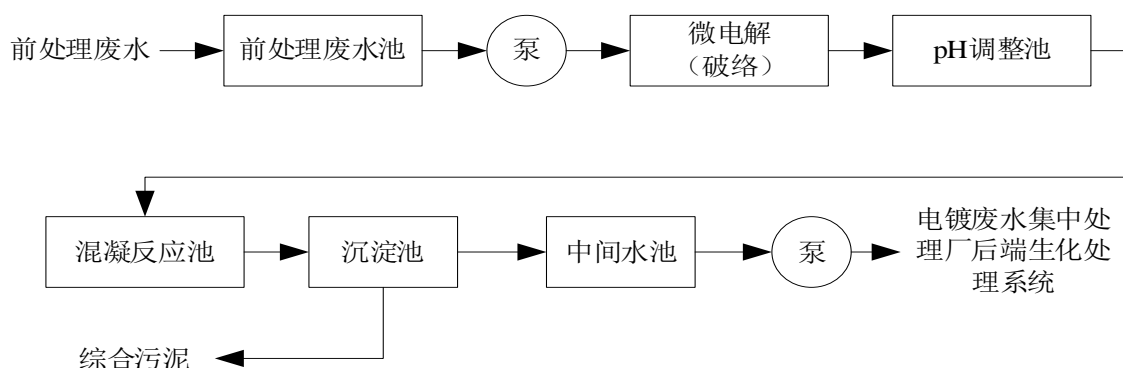 前处理废水
前处理废水池
泵
微电解
（破络）
pH调整池
混凝反应池
沉淀池
中间水池
泵
电镀废水集中处
理厂后端生化处
理系统
综合污泥